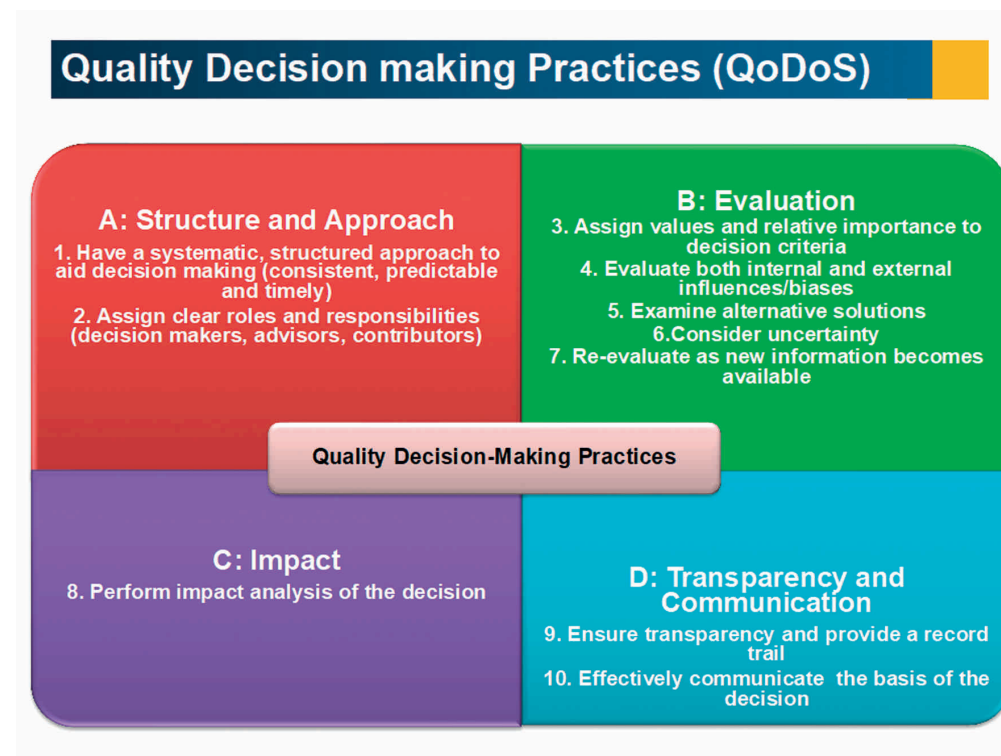 Quality Decision making Practices (QoDoS)
A: Structure and Approach
1. Have a systematic, structured approach to
aid decision making (consistent, predictable
and timely)
2. Assign clear roles and responsibilities
(decision makers, advisors, contributors)
B: Evaluation
3. Assign values and relative importance to
decision criteria
4. Evaluate both internal and external
influences/biases
5. Examine alternative solutions
6.Consider uncertainty
7. Re-evaluate as new information becomes
available
Quality Decision-Making Practices
C: Impact
8. Perform impact analysis of the decision
D: Transparency and
Communication
9. Ensure transparency and provide a record
trail
10. Effectively communicate  the basis of the
decision